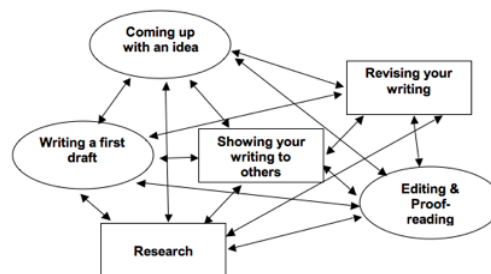 Coming up
with an idea
Revising your
writing
Writing a first
draft
Showing your
writing to
others
Editing &
Proof-
reading
Research